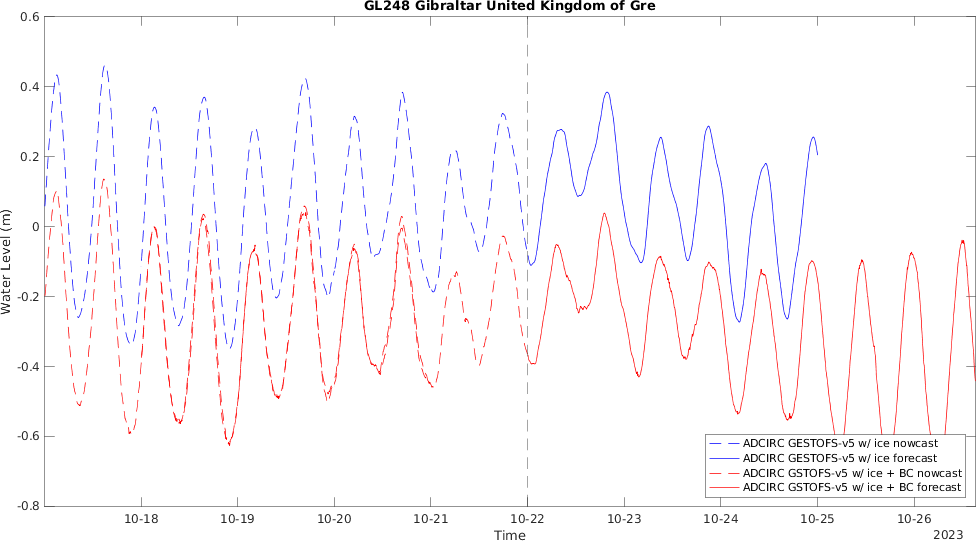 GL248 Gibraltar United Kingdom of Gre
0.6
0.4
0.2
0
-0.2
-0.4
-0.6
-0.8
Water Level (m)
10-18
10-19
10-20
10-21
10-22
10-23
10-24
10-25
10-26
Time
2023
ADCIRC GESTOFS-v5 w/ ice nowcast
ADCIRC GESTOFS-v5 w/ ice forecast
ADCIRC GSTOFS-v5 w/ ice + BC nowcast
ADCIRC GSTOFS-v5 w/ ice + BC forecast